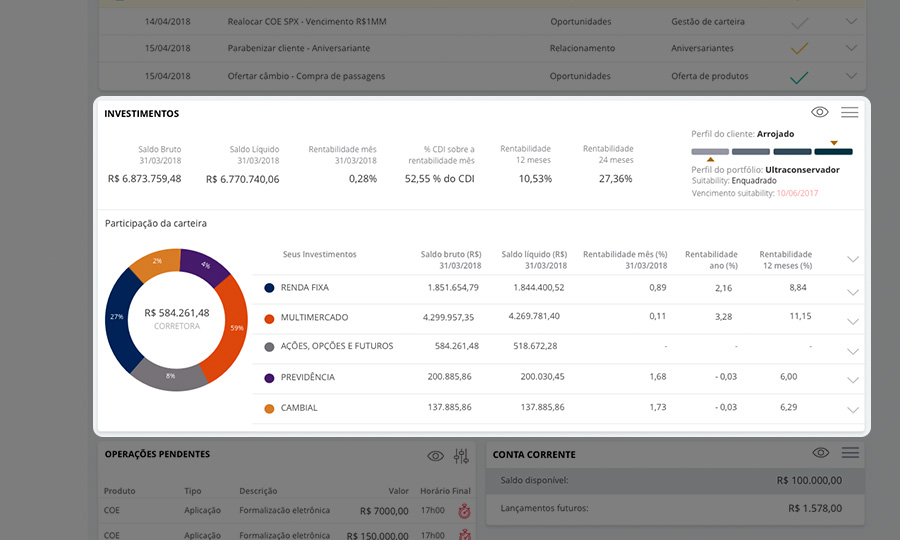 14/04/2018 Realocar COE SPX - Vencimento R$1MM Oportunidades Gestão de carteira
15/04/2018 Parabenizar cliente - Aniversariante Relacionamento Aniversariantes
15/04/2018 Ofertar câmbio - Compra de passagens Oportunidades Oferta de produtos
INVESTIMENTOS
Perfil do cliente: Arrojado
Saldo Bruto 31/03/2018
R$ 6.873.759,48
Saldo Líquido 31/03/2018
R$ 6.770.740,06
Rentabilidade mês 31/03/2018
0,28%
% CDI sobre a rentabilidade mês
52,55 % do CDI
Rentabilidade 12 meses
10,53%
Rentabilidade 24 meses
27,36%
Perfil do portfólio: Ultraconservador
Suitability: Enquadrado
Vencimento suitability: 10/06/2017
Participação da carteira
2%
4%
27%
59%
8%
R$ 584.261,48
CORRETORA
Seus Investimentos Saldo bruto (R$) 31/03/2018 Saldo líquido (R$) 31/03/2018 Rentabilidade mês (%) 31/03/2018 Rentabilidade ano (%) Rentabilidade 12 meses (%)
RENDA FIXA 1.851.654,79 1.844.400,52 0,89 2,16 8,84
MULTIMERCADO 4.299.957,35 4.269.781,40 0,11 3,28 11,15
AÇÕES, OPÇÕES E FUTUROS 584.261,48 518.672,28 - - -
PREVIDÊNCIA 200.885,86 200.030,45 1,68 - 0,03 6,00
CAMBIAL 137.885,86 137.885,86 1,73 - 0,03 6,29
OPERAÇÕES PENDENTES
Produto Tipo Descrição Valor Horário Final
COE Aplicação Formalização eletrônica R$ 7000,00 17h00
COE Aplicação Formalização eletrônica R$ 150.000,00 17h00
CONTA CORRENTE
Saldo disponível: R$ 100.000,00
Lançamentos futuros: R$ 1.578,00